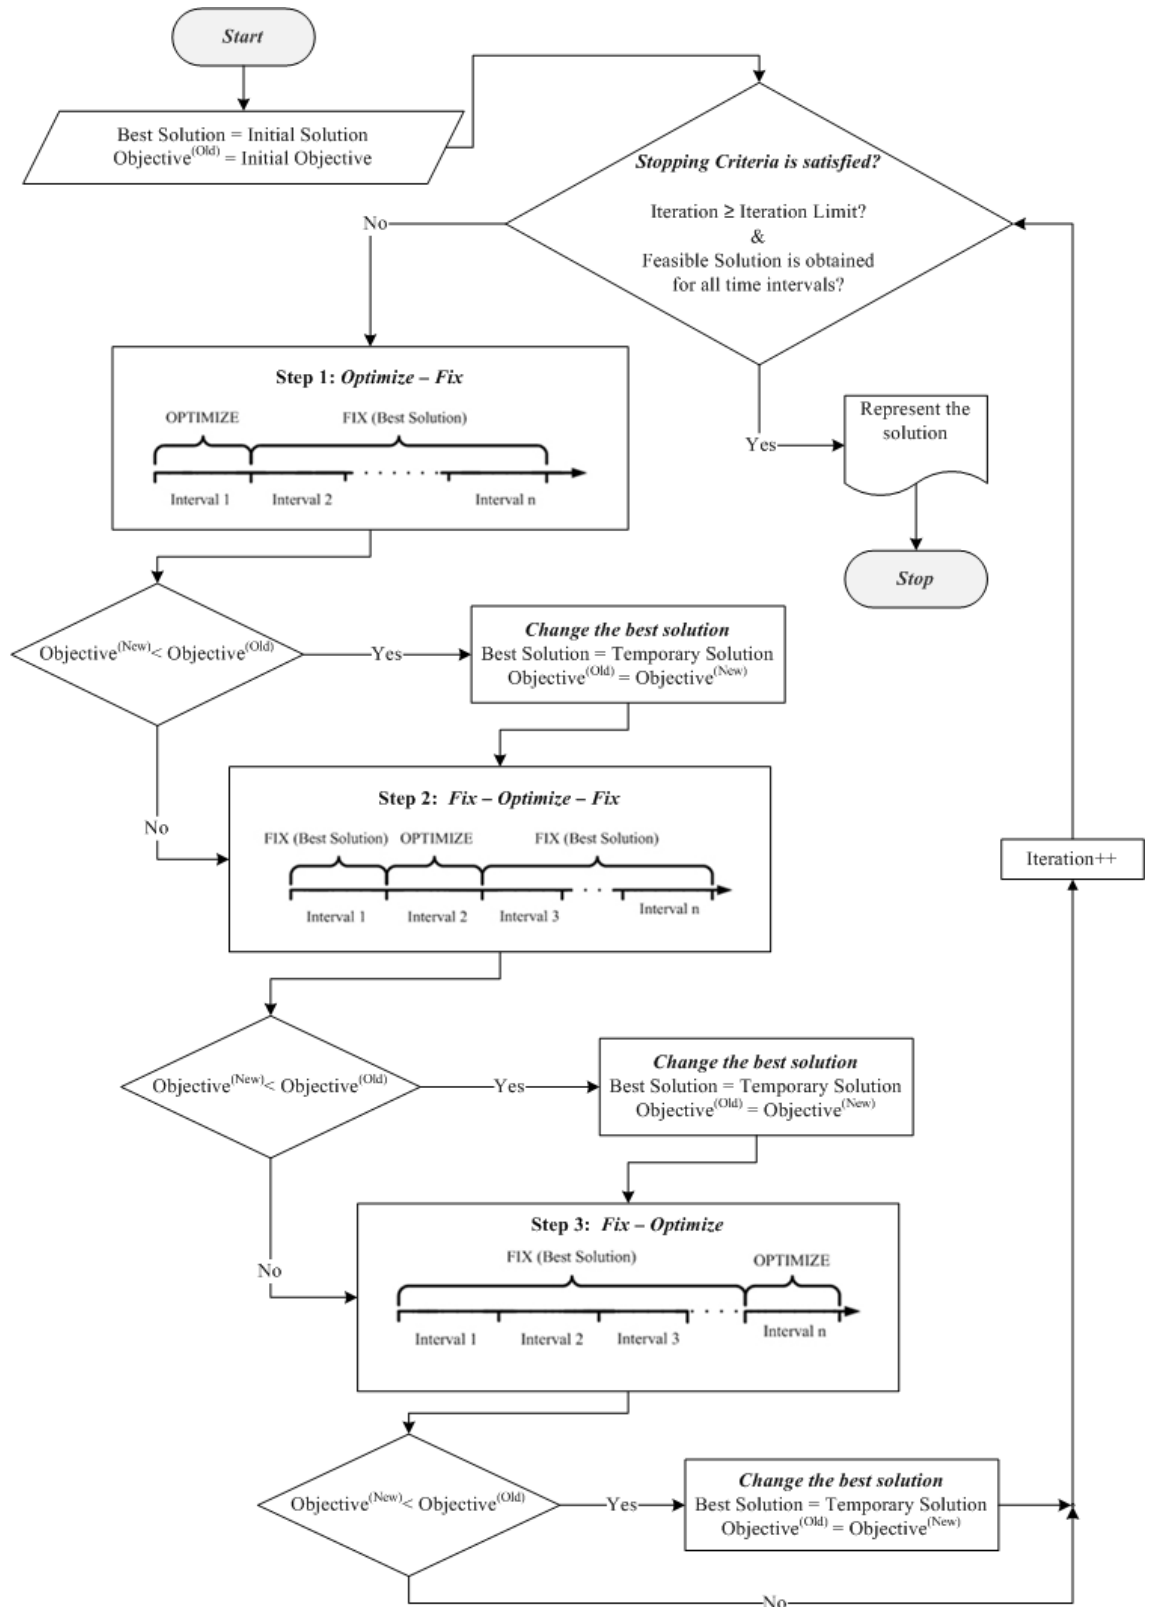 Start
Best Solution = Initial Solution
Objective(Old) = Initial Objective
Stopping Criteria is satisfied?
Iteration ≥ Iteration Limit?
&
Feasible Solution is obtained
for all time intervals?
No
Yes
Represent the
solution
Stop
Step 1: Optimize – Fix
OPTIMIZE FIX (Best Solution)
Interval 1 Interval 2 Interval n
Objective(New)< Objective(Old)
Yes
Change the best solution
Best Solution = Temporary Solution
Objective(Old) = Objective(New)
No
Step 2: Fix – Optimize – Fix
FIX (Best Solution) OPTIMIZE FIX (Best Solution)
Interval 1 Interval 2 Interval 3 Interval n
Iteration++
Objective(New)< Objective(Old)
Yes
Change the best solution
Best Solution = Temporary Solution
Objective(Old) = Objective(New)
No
Step 3: Fix – Optimize
FIX (Best Solution) OPTIMIZE
Interval 1 Interval 2 Interval 3 Interval n
Objective(New)< Objective(Old)
Yes
Change the best solution
Best Solution = Temporary Solution
Objective(Old) = Objective(New)
No